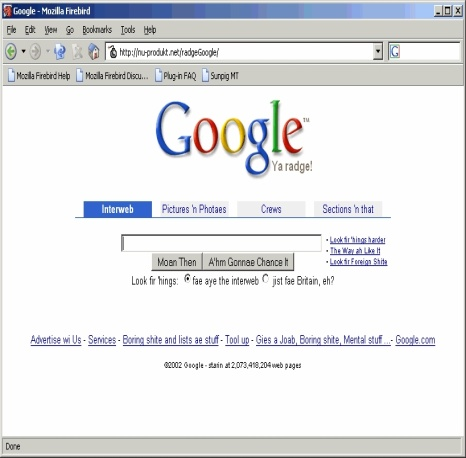 Google - Mozilla Firebird
File Edit View Go Bookmarks Tools Help
http://nu-produkt.net/radgeGoogle/ G
Mozilla Firebird Help Mozilla Firebird Discu... Plug-in FAQ Sunpig MT
Google™
Ya radge!
Interweb Pictures 'n Photaes Crews Sections 'n that
• Look fir 'hings harder
• The Way ah Like It
• Look fir Foreign Shite
Moan Then A'hm Gonnae Chance It
Look fir 'hings: fae aye the interweb jist fae Britain, eh?
Advertise wi Us - Services - Boring shite and lists ae stuff - Tool up - Gies a Joab, Boring shite, Mental stuff ...- Google.com
©2002 Google - starin at 2,073,418,204 web pages
Done